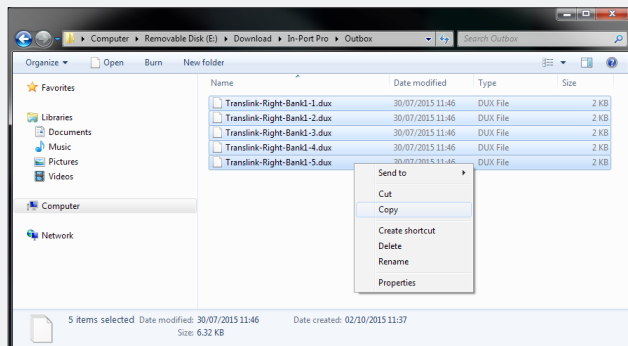 Computer Removable Disk (E:) Download In-Port Pro Outbox Search Outbox
Organize Open Burn New folder
Favorites
Libraries
Documents
Music
Pictures
Videos
Computer
Network
Name Date modified Type Size
Translink-Right-Bank1-1.dux 30/07/2015 11:46 DUX File 2 KB
Translink-Right-Bank1-2.dux 30/07/2015 11:46 DUX File 2 KB
Translink-Right-Bank1-3.dux 30/07/2015 11:46 DUX File 2 KB
Translink-Right-Bank1-4.dux 30/07/2015 11:46 DUX File 2 KB
Translink-Right-Bank1-5.dux 30/07/2015 11:46 DUX File 2 KB
Send to
Cut
Copy
Create shortcut
Delete
Rename
Properties
5 items selected Date modified: 30/07/2015 11:46 Date created: 02/10/2015 11:37
Size: 6.32 KB